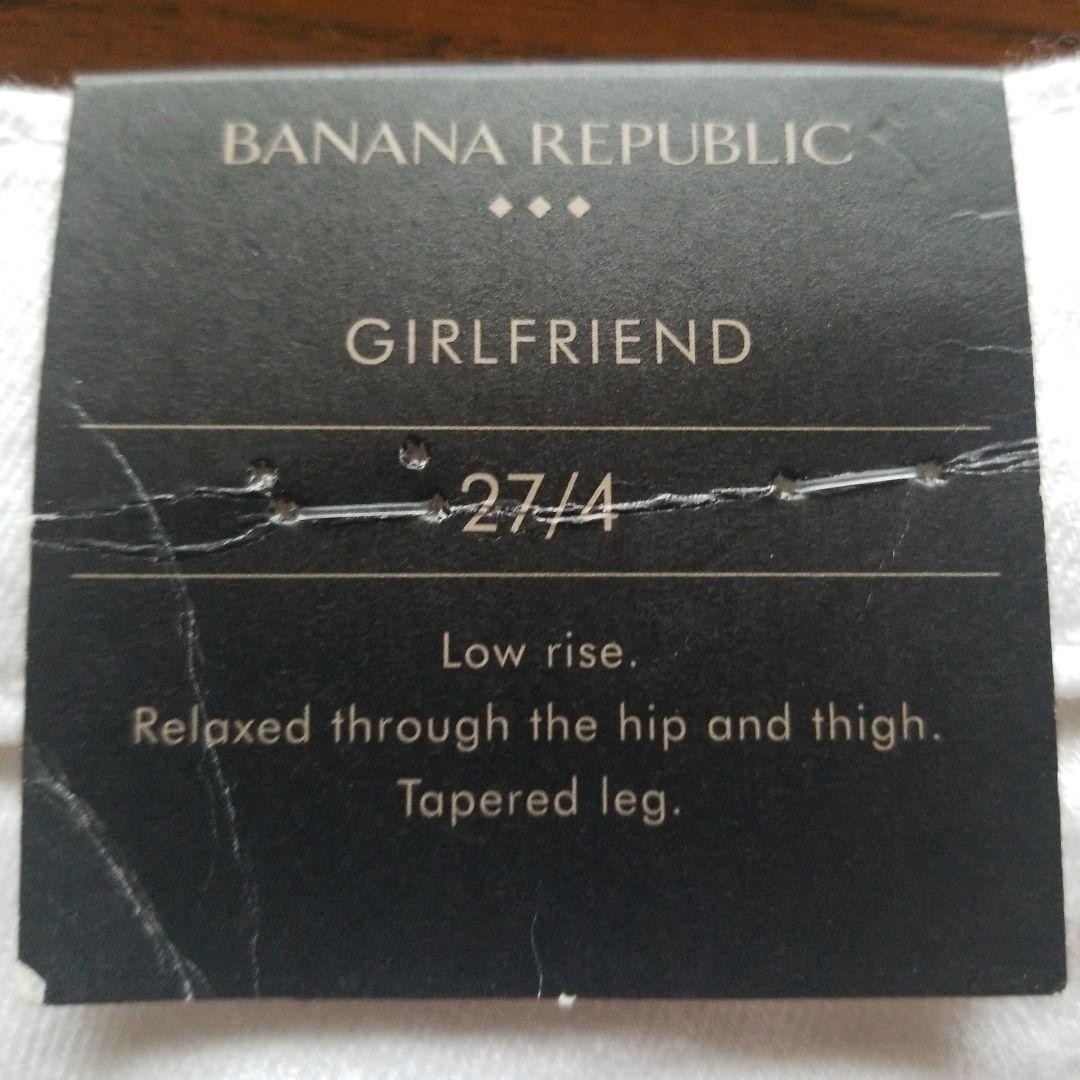 BANANA REPUBLIC
GIRLFRIEND
27/4
Low rise.
Relaxed through the hip and thigh.
Tapered leg.